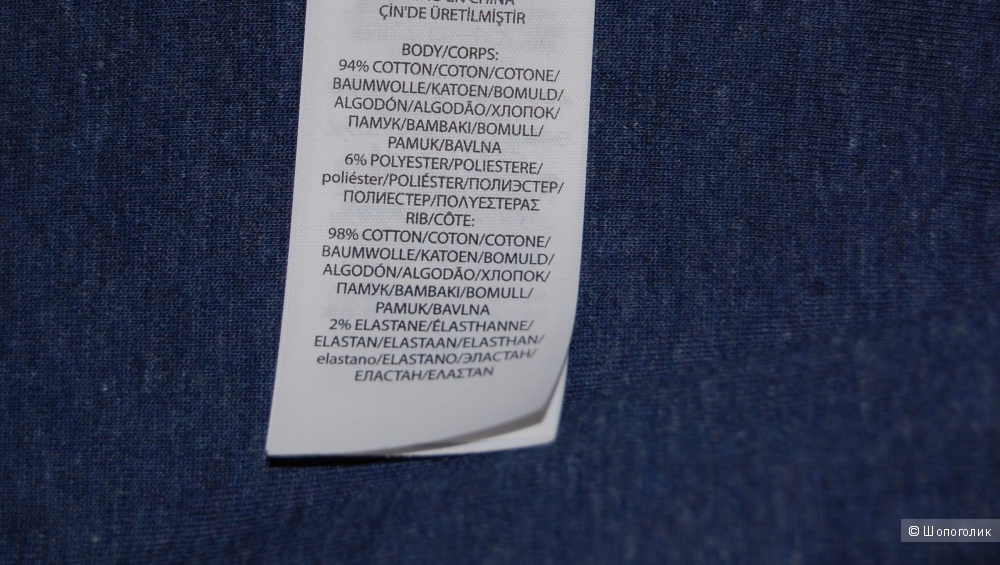 EN CHINA
ÇİN'DE ÜRETİLMİŞTİR
BODY/CORPS:
94% COTTON/COTON/COTONE/
BAUMWOLLE/KATOEN/BOMULD/
ALGODÓN/ALGODÃO/ХЛОПОК/
ПАМУК/BAMBAKI/BOMULL/
PAMUK/BAVLNA
6% POLYESTER/POLIESTERE/
poliéster/POLIÉSTER/ПОЛИЭСТЕР/
ПОЛИЕСТЕР/ΠΟΛΥΕΣΤΕΡΑΣ
RIB/CÔTE:
98% COTTON/COTON/COTONE/
BAUMWOLLE/KATOEN/BOMULD/
ALGODÓN/ALGODÃO/ХЛОПОК/
ПАМУК/BAMBAKI/BOMULL/
PAMUK/BAVLNA
2% ELASTANE/ÉLASTHANNE/
ELASTAN/ELASTAAN/ELASTHAN/
elastano/ELASTANO/ЭЛАСТАН/
ЕЛАСТАН/ΕΛΑΣΤΑΝ
© Шопоголик